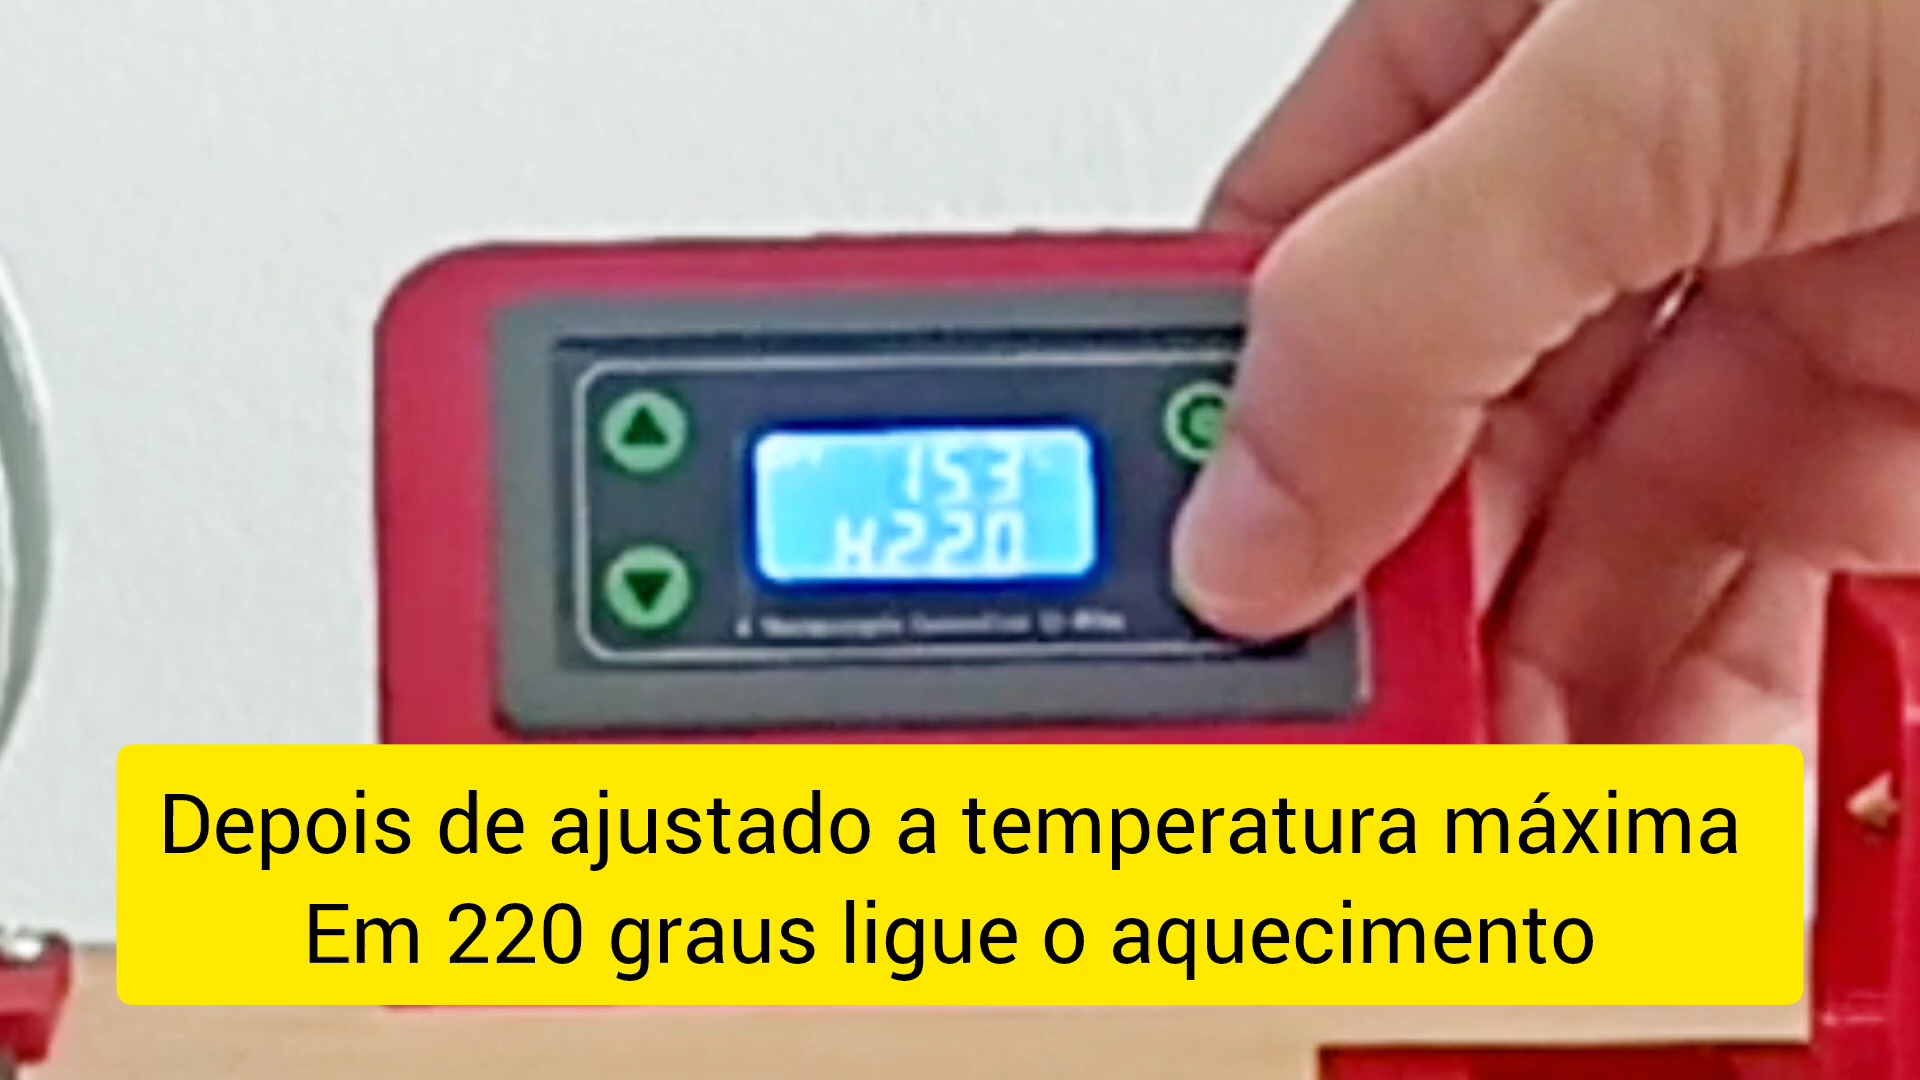 153
H220
Depois de ajustado a temperatura máxima
Em 220 graus ligue o aquecimento